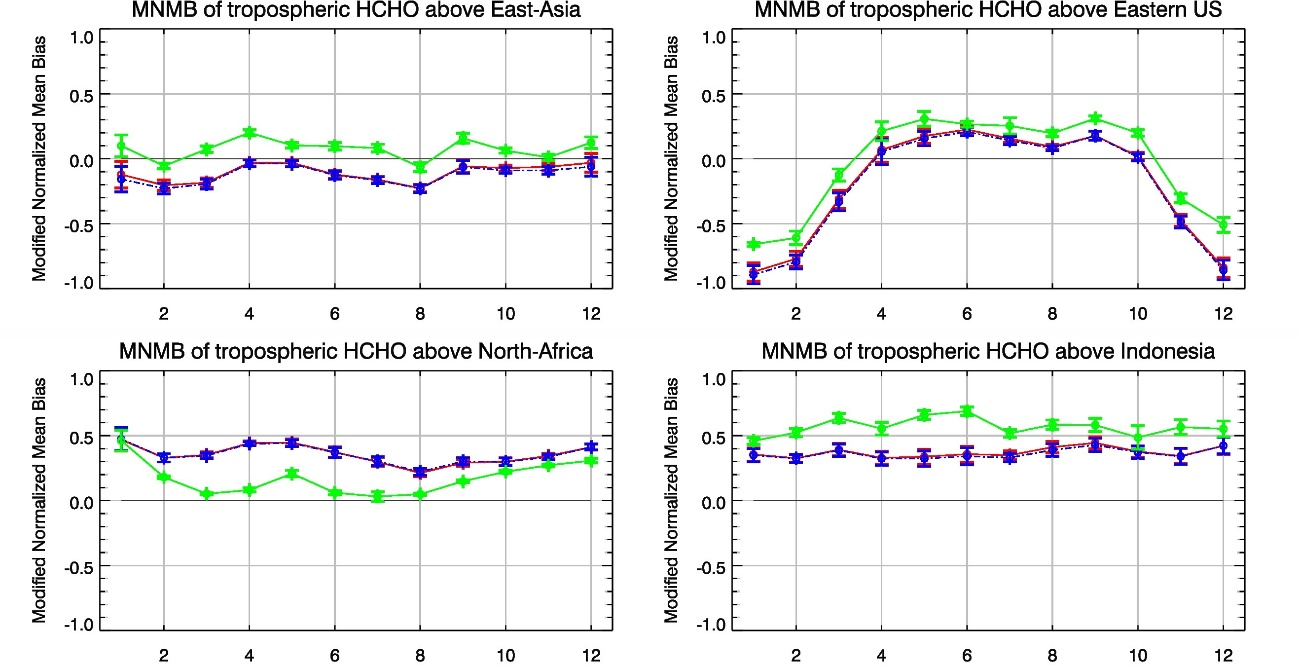 MNMB of tropospheric HCHO above East-Asia
Modified Normalized Mean Bias
1.0
0.5
0.0
-0.5
-1.0
2 4 6 8 10 12
MNMB of tropospheric HCHO above Eastern US
Modified Normalized Mean Bias
1.0
0.5
0.0
-0.5
-1.0
2 4 6 8 10 12
MNMB of tropospheric HCHO above North-Africa
Modified Normalized Mean Bias
1.0
0.5
0.0
-0.5
-1.0
2 4 6 8 10 12
MNMB of tropospheric HCHO above Indonesia
Modified Normalized Mean Bias
1.0
0.5
0.0
-0.5
-1.0
2 4 6 8 10 12